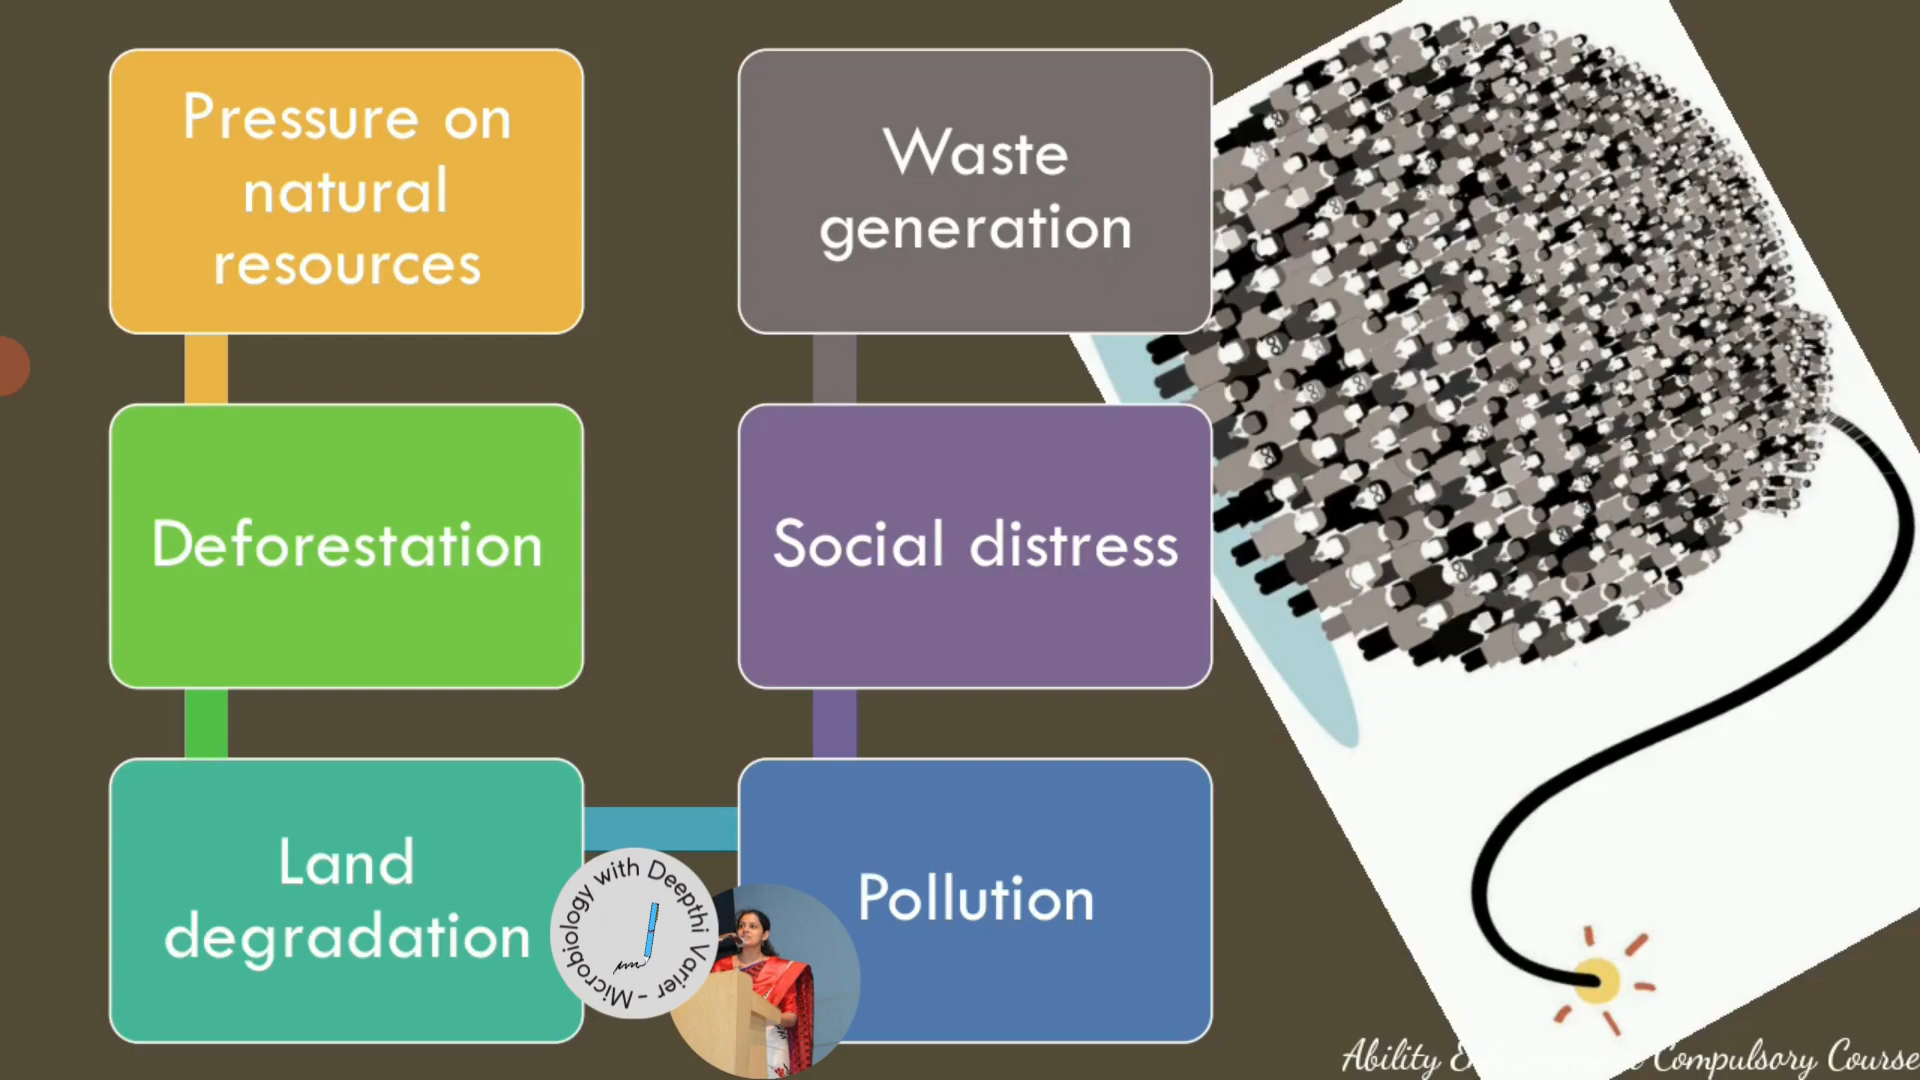 Pressure on
natural
resources
Deforestation
Land
degradation
Pollution
Social distress
Waste
generation
Microbiology with Deepthi Varier -
Ability
Compulsory Course